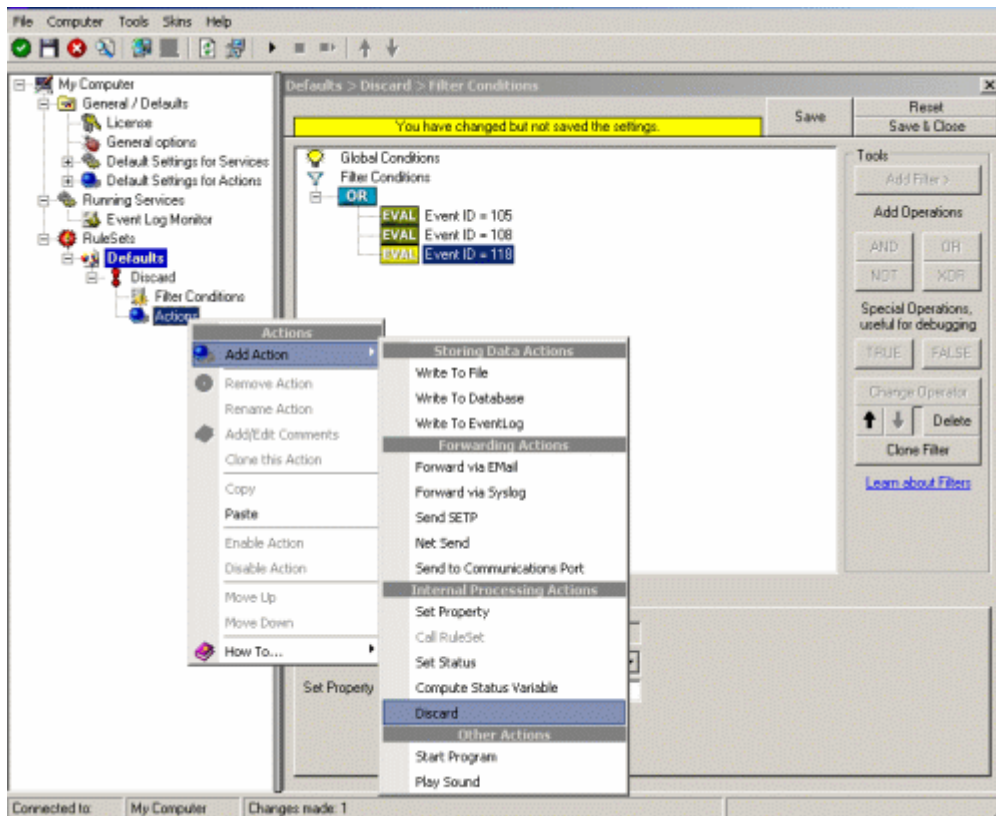 File Computer Tools Skins Help
My Computer
General / Defaults
License
General options
Default Settings for Services
Default Settings for Actions
Running Services
Event Log Monitor
RuleSets
Defaults
Discard
Filter Conditions
Actions
Defaults > Discard > Filter Conditions
You have changed but not saved the settings.
Save
Reset
Save & Close
Global Conditions
Filter Conditions
OR
EVAL Event ID = 105
EVAL Event ID = 108
EVAL Event ID = 118
Tools
Add Filter >
Add Operations
AND OR
NOT XOR
Special Operations,
useful for debugging
TRUE FALSE
Change Operator
Delete
Clone Filter
Learn about Filters
Actions
Add Action
Remove Action
Rename Action
Add/Edit Comments
Clone this Action
Copy
Paste
Enable Action
Disable Action
Move Up
Move Down
How To...
Storing Data Actions
Write To File
Write To Database
Write To EventLog
Forwarding Actions
Forward via EMail
Forward via Syslog
Send SETP
Net Send
Send to Communications Port
Internal Processing Actions
Set Property
Call RuleSet
Set Status
Compute Status Variable
Discard
Other Actions
Start Program
Play Sound
Set Property
Connected to: My Computer Changes made: 1